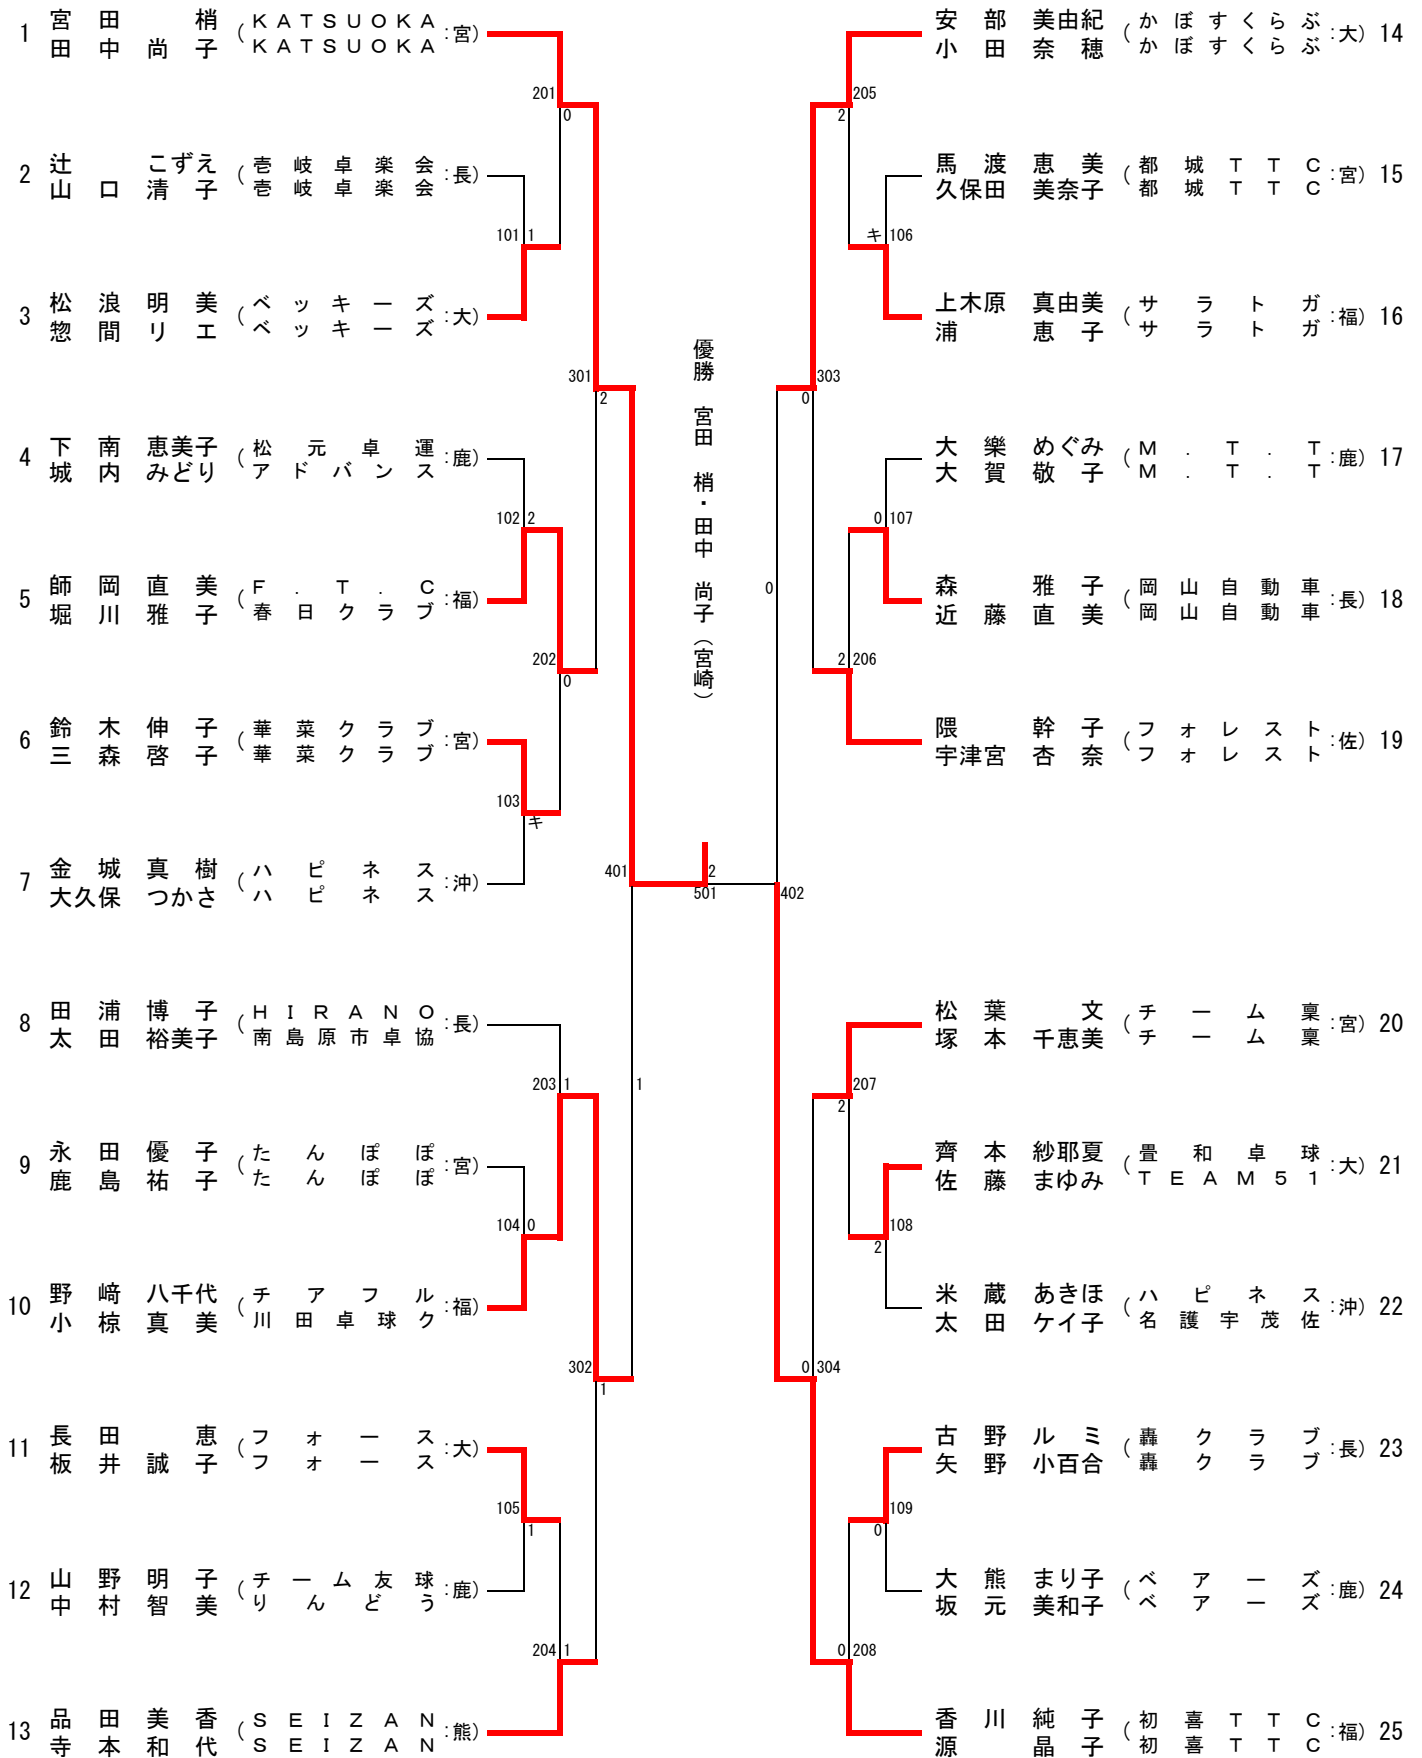 1 宮田 梢 (KATSUOKA:宮)
田中尚子 KATSUOKA
201
0
2 辻 こずえ (壱岐卓楽会:長)
山口清子 壱岐卓楽会
101 1
3 松浪明美 (ベッキーズ:大)
惣間リエ ベッキーズ
301
2
4 下南恵美子 (松元卓運:鹿)
城内みどり アドバンス
102 2
5 師岡直美 (F.T.C:福)
堀川雅子 春日クラブ
202
0
6 鈴木伸子 (華菜クラブ:宮)
三森啓子 華菜クラブ
103
キ
7 金城真樹 (ハピネス:沖)
大久保つかさ ハピネス
401
8 田浦博子 (HIRANO:長)
太田裕美子 南島原市卓協
203 1
1
9 永田優子 (たんぽぽ:宮)
鹿島祐子 たんぽぽ
104 0
10 野﨑八千代 (チアフル:福)
小椋真美 川田卓球ク
302
1
11 長田 恵 (フォース:大)
板井誠子 フォース
105
1
12 山野明子 (チーム友球:鹿)
中村智美 りんどう
204 1
13 品田美香 (SEIZAN:熊)
寺本和代 SEIZAN
優勝 宮田 梢・田中 尚子(宮崎)
2
501
安部美由紀 (かぼすくらぶ:大) 14
小田奈穂 かぼすくらぶ
205
2
馬渡恵美 (都城TTC:宮) 15
久保田美奈子 都城TTC
キ 106
上木原真由美 (サラトガ:福) 16
浦 恵子 サラトガ
303
0
大樂めぐみ (M.T.T:鹿) 17
大賀敬子 M.T.T
0 107
0
森 雅子 (岡山自動車:長) 18
近藤直美 岡山自動車
2 206
隈 幹子 (フォレスト:佐) 19
宇津宮杏奈 フォレスト
402
松葉 文 (チーム稟:宮) 20
塚本千恵美 チーム稟
207
2
齊本紗耶夏 (畳和卓球:大) 21
佐藤まゆみ TEAM51
108
2
米蔵あきほ (ハピネス:沖) 22
太田ケイ子 名護宇茂佐
0 304
古野ルミ (轟クラブ:長) 23
矢野小百合 轟クラブ
109
0
大熊まり子 (ベアーズ:鹿) 24
坂元美和子 ベアーズ
0 208
香川純子 (初喜TTC:福) 25
源 晶子 初喜TTC